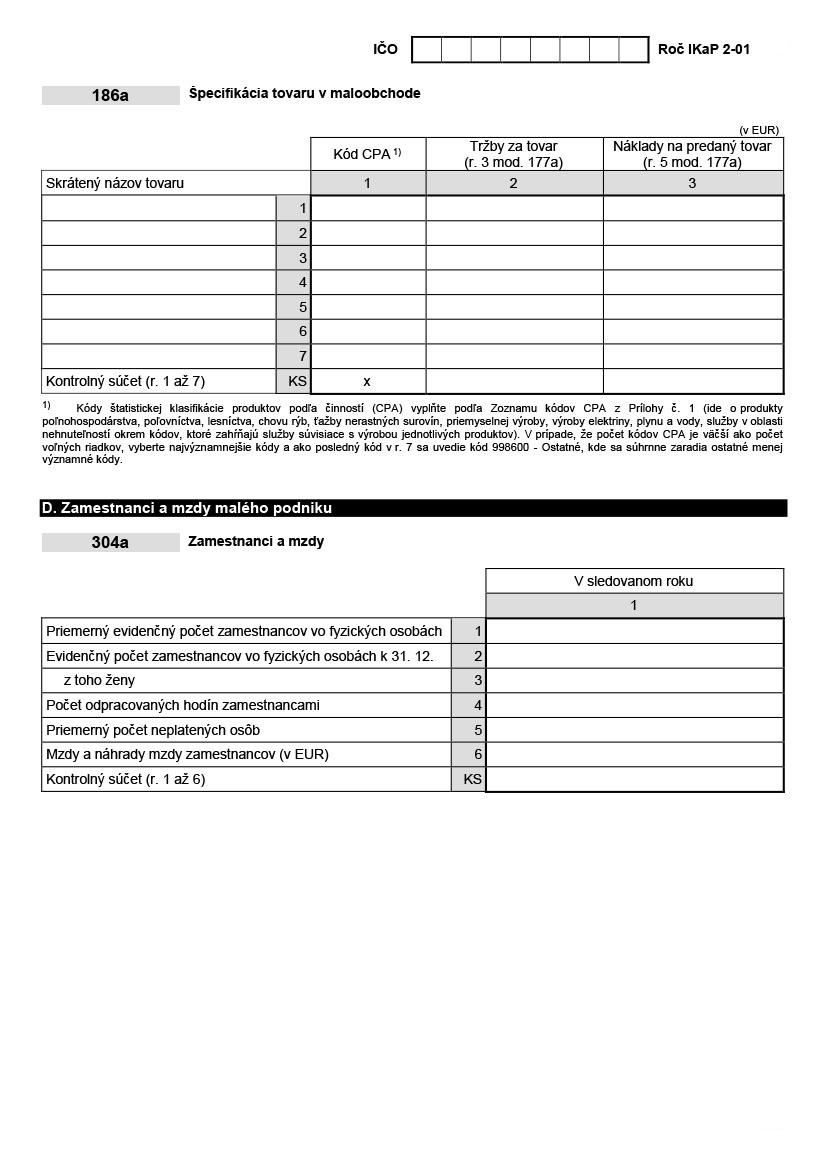 IČO Roč IKaP 2-01
186a Špecifikácia tovaru v maloobchode
(v EUR)
Kód CPA 1) Tržby za tovar (r. 3 mod. 177a) Náklady na predaný tovar (r. 5 mod. 177a)
Skrátený názov tovaru 1 2 3
1
2
3
4
5
6
7
Kontrolný súčet (r. 1 až 7) KS x
1) Kódy štatistickej klasifikácie produktov podľa činností (CPA) vyplňte podľa Zoznamu kódov CPA z Prílohy č. 1 (ide o produkty
poľnohospodárstva, poľovníctva, lesníctva, chovu rýb, ťažby nerastných surovín, priemyselnej výroby, výroby elektriny, plynu a vody, služby v oblasti
nehnuteľností okrem kódov, ktoré zahŕňajú služby súvisiace s výrobou jednotlivých produktov). V prípade, že počet kódov CPA je väčší ako počet
voľných riadkov, vyberte najvýznamnejšie kódy a ako posledný kód v r. 7 sa uvedie kód 998600 - Ostatné, kde sa súhrnne zaradia ostatné menej
významné kódy.
D. Zamestnanci a mzdy malého podniku
304a Zamestnanci a mzdy
V sledovanom roku
1
Priemerný evidenčný počet zamestnancov vo fyzických osobách 1
Evidenčný počet zamestnancov vo fyzických osobách k 31. 12. 2
z toho ženy 3
Počet odpracovaných hodín zamestnancami 4
Priemerný počet neplatených osôb 5
Mzdy a náhrady mzdy zamestnancov (v EUR) 6
Kontrolný súčet (r. 1 až 6) KS